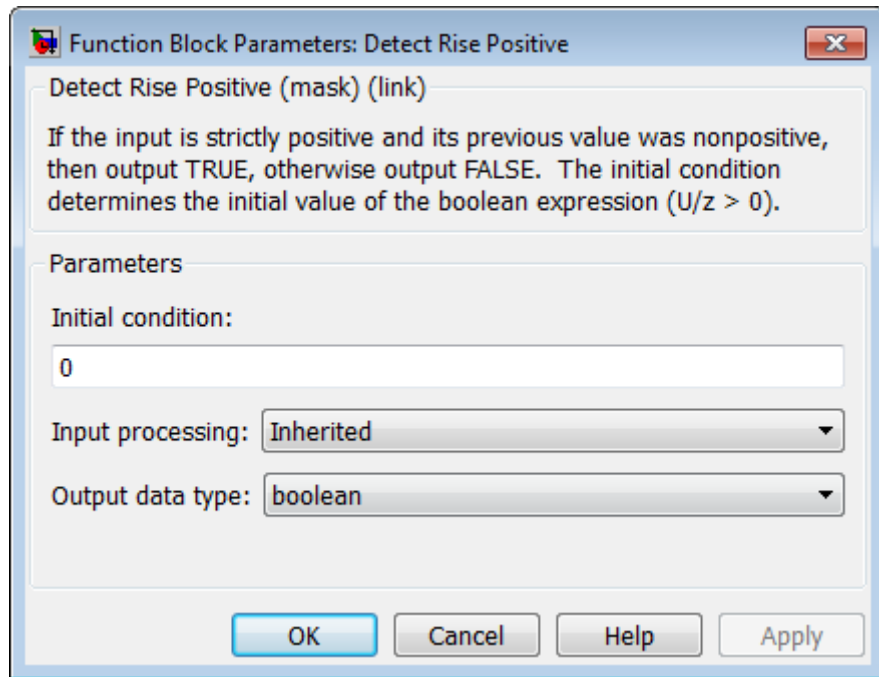 Function Block Parameters: Detect Rise Positive
Detect Rise Positive (mask) (link)
If the input is strictly positive and its previous value was nonpositive,
then output TRUE, otherwise output FALSE.  The initial condition
determines the initial value of the boolean expression (U/z > 0).
Parameters
Initial condition:
0
Input processing: Inherited
Output data type: boolean
OK Cancel Help Apply